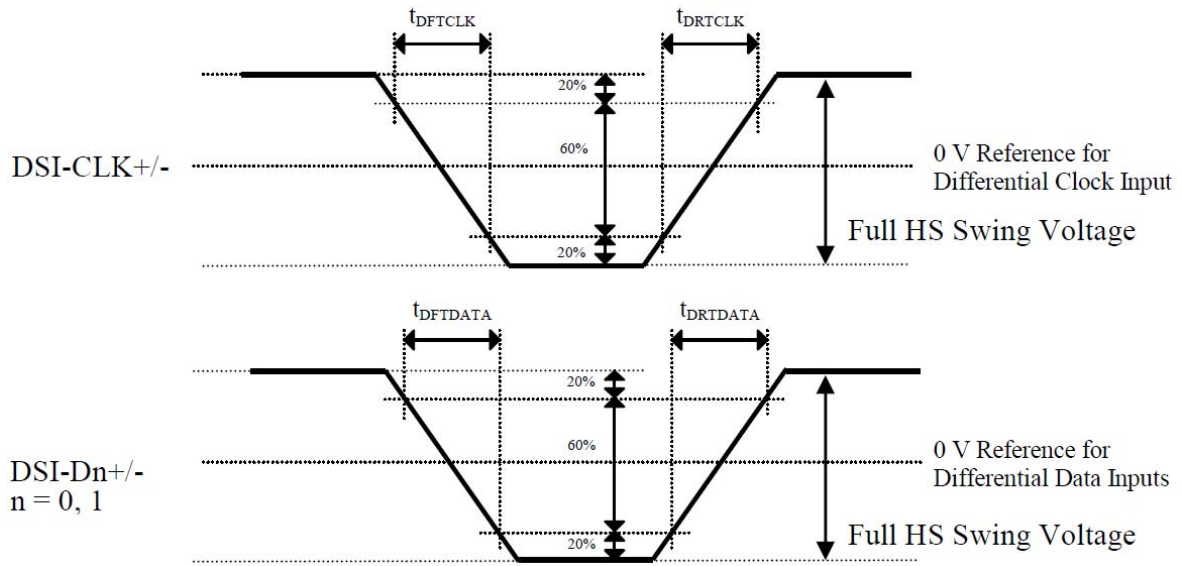 tDFTCLK
tDRTCLK
20%
60%
20%
DSI-CLK+/-
0 V Reference for
Differential Clock Input
Full HS Swing Voltage
tDFTDATA
tDRTDATA
20%
60%
20%
DSI-Dn+/-
n = 0, 1
0 V Reference for
Differential Data Inputs
Full HS Swing Voltage